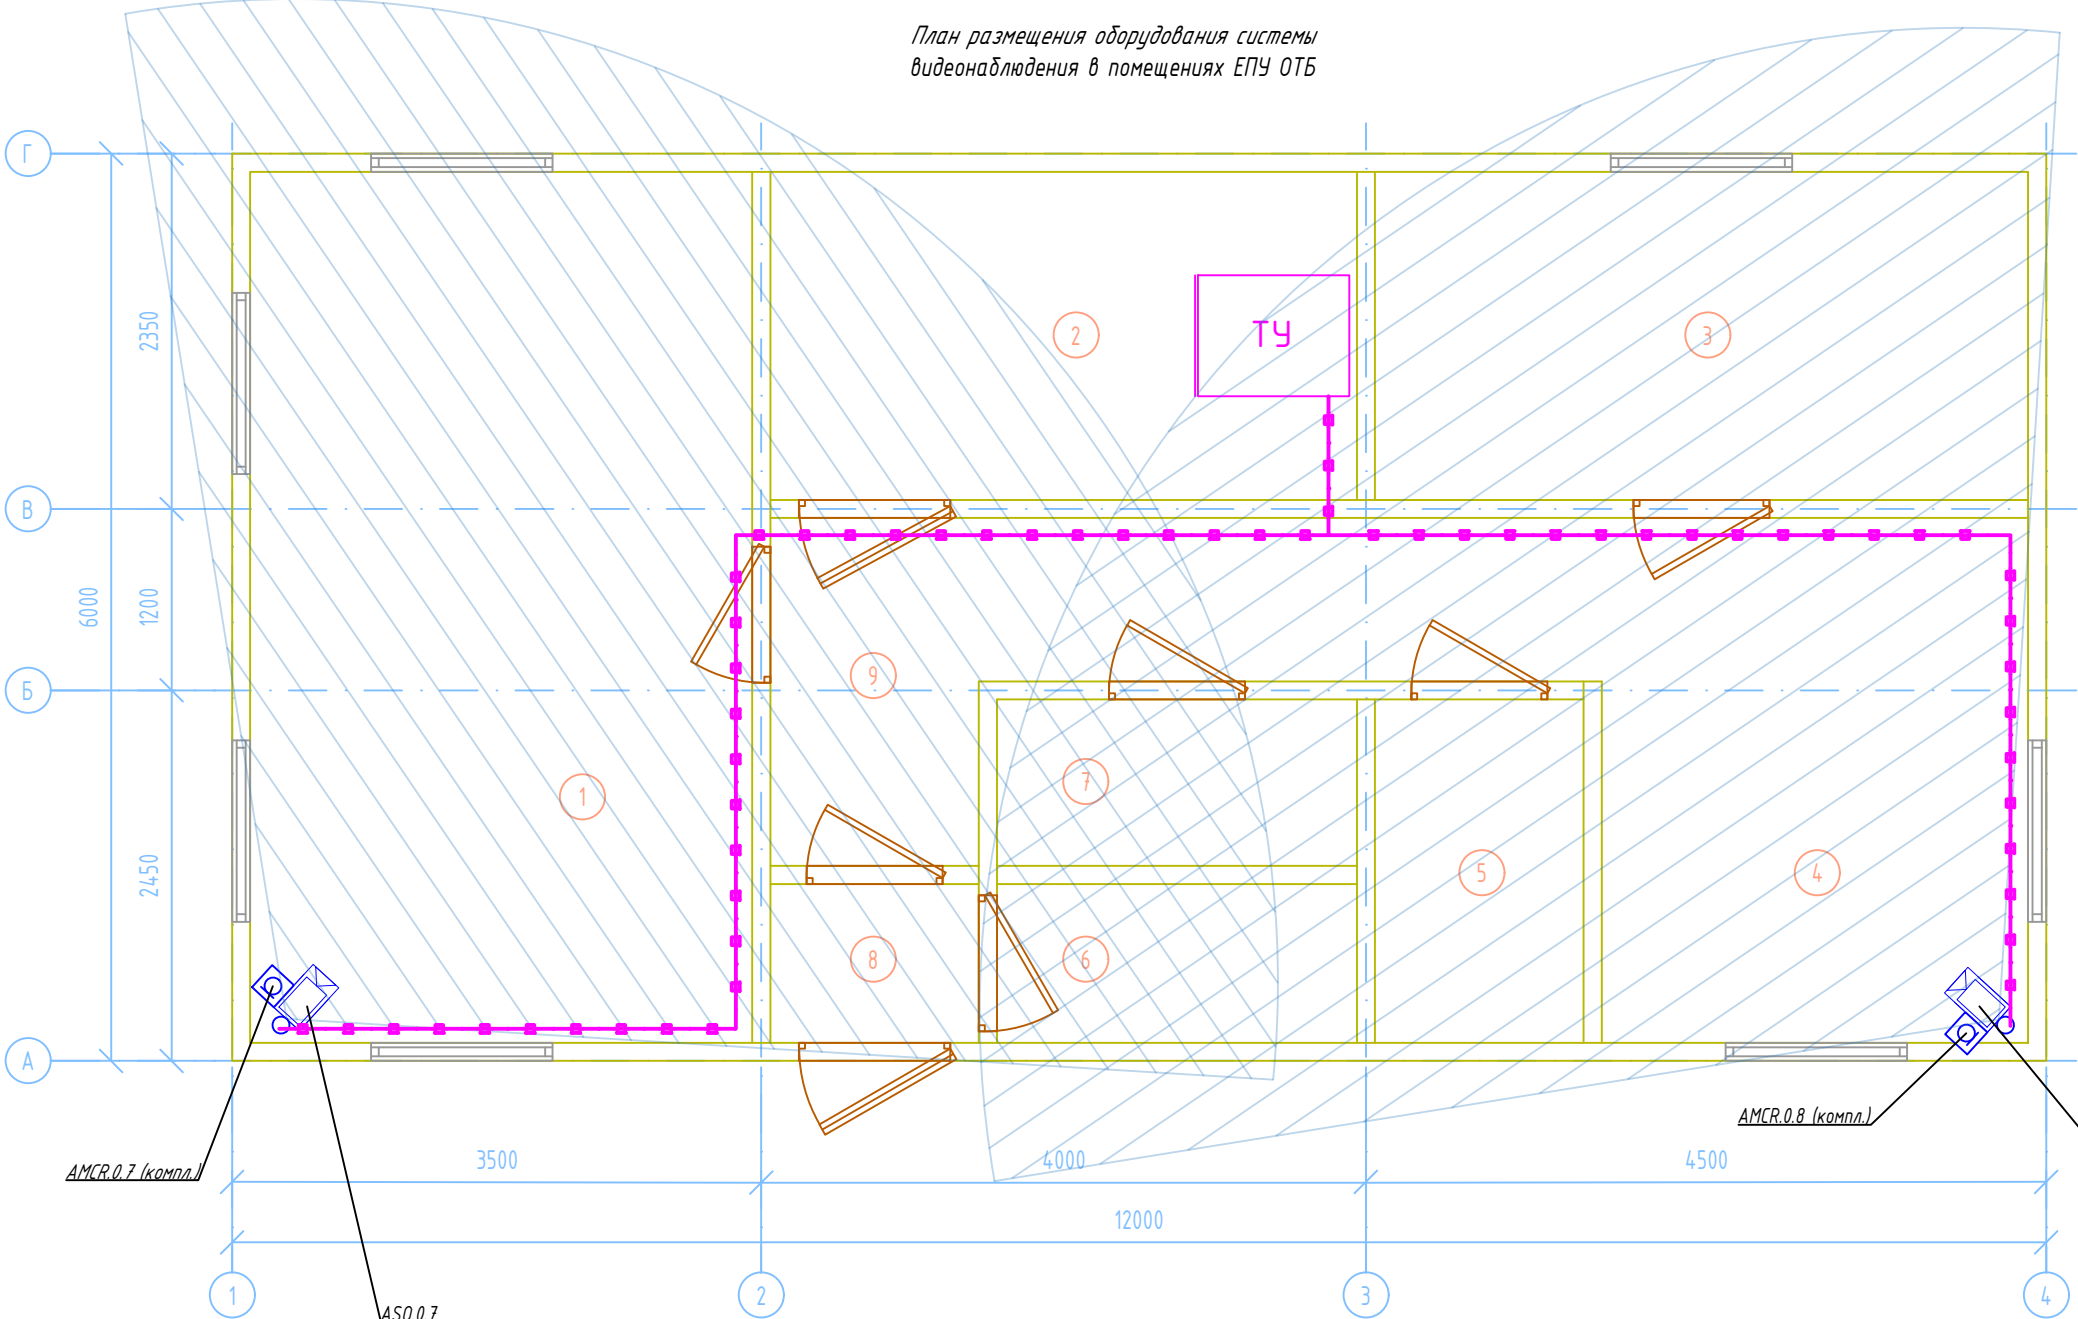 План размещения оборудования системы
видеонаблюдения в помещениях ЕПУ ОТБ
Г
2350
2
ТУ
3
В
6000
1200
9
Б
7
1
2450
5
4
8
6
А
AMCR.0.8 (компл.)
AMCR.0.7 (компл.)
3500
4000
4500
12000
1
2
3
4
ASO.0.7